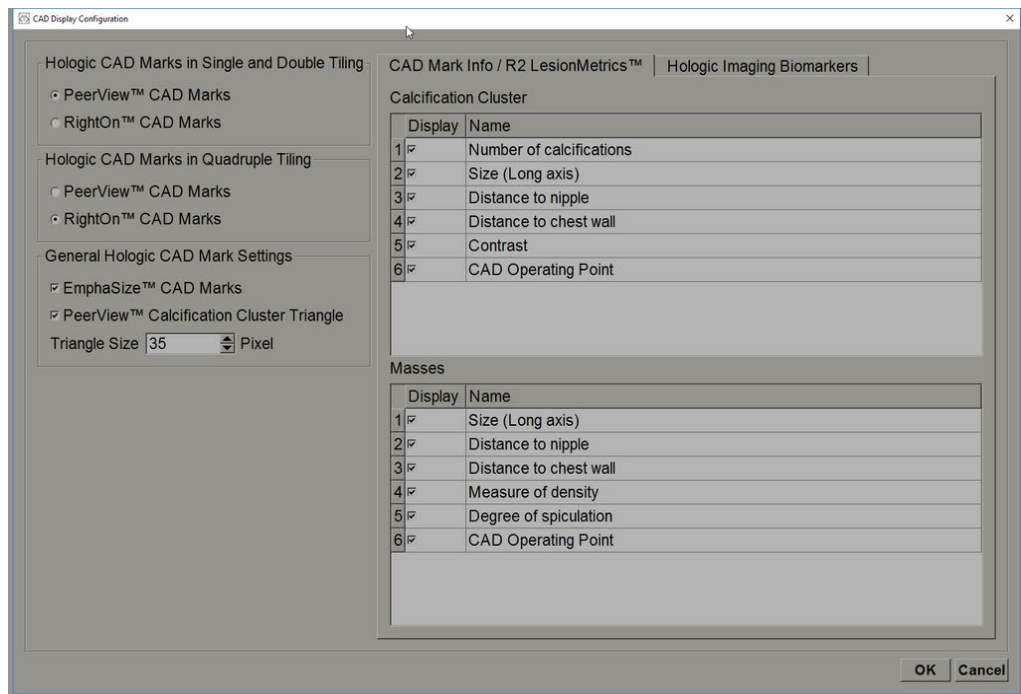 CAD Display Configuration
Hologic CAD Marks in Single and Double Tiling
PeerView™ CAD Marks
RightOn™ CAD Marks
Hologic CAD Marks in Quadruple Tiling
PeerView™ CAD Marks
RightOn™ CAD Marks
General Hologic CAD Mark Settings
EmphaSize™ CAD Marks
PeerView™ Calcification Cluster Triangle
Triangle Size 35 Pixel
CAD Mark Info / R2 LesionMetrics™ Hologic Imaging Biomarkers
Calcification Cluster
Display Name
1 Number of calcifications
2 Size (Long axis)
3 Distance to nipple
4 Distance to chest wall
5 Contrast
6 CAD Operating Point
Masses
Display Name
1 Size (Long axis)
2 Distance to nipple
3 Distance to chest wall
4 Measure of density
5 Degree of spiculation
6 CAD Operating Point
OK Cancel